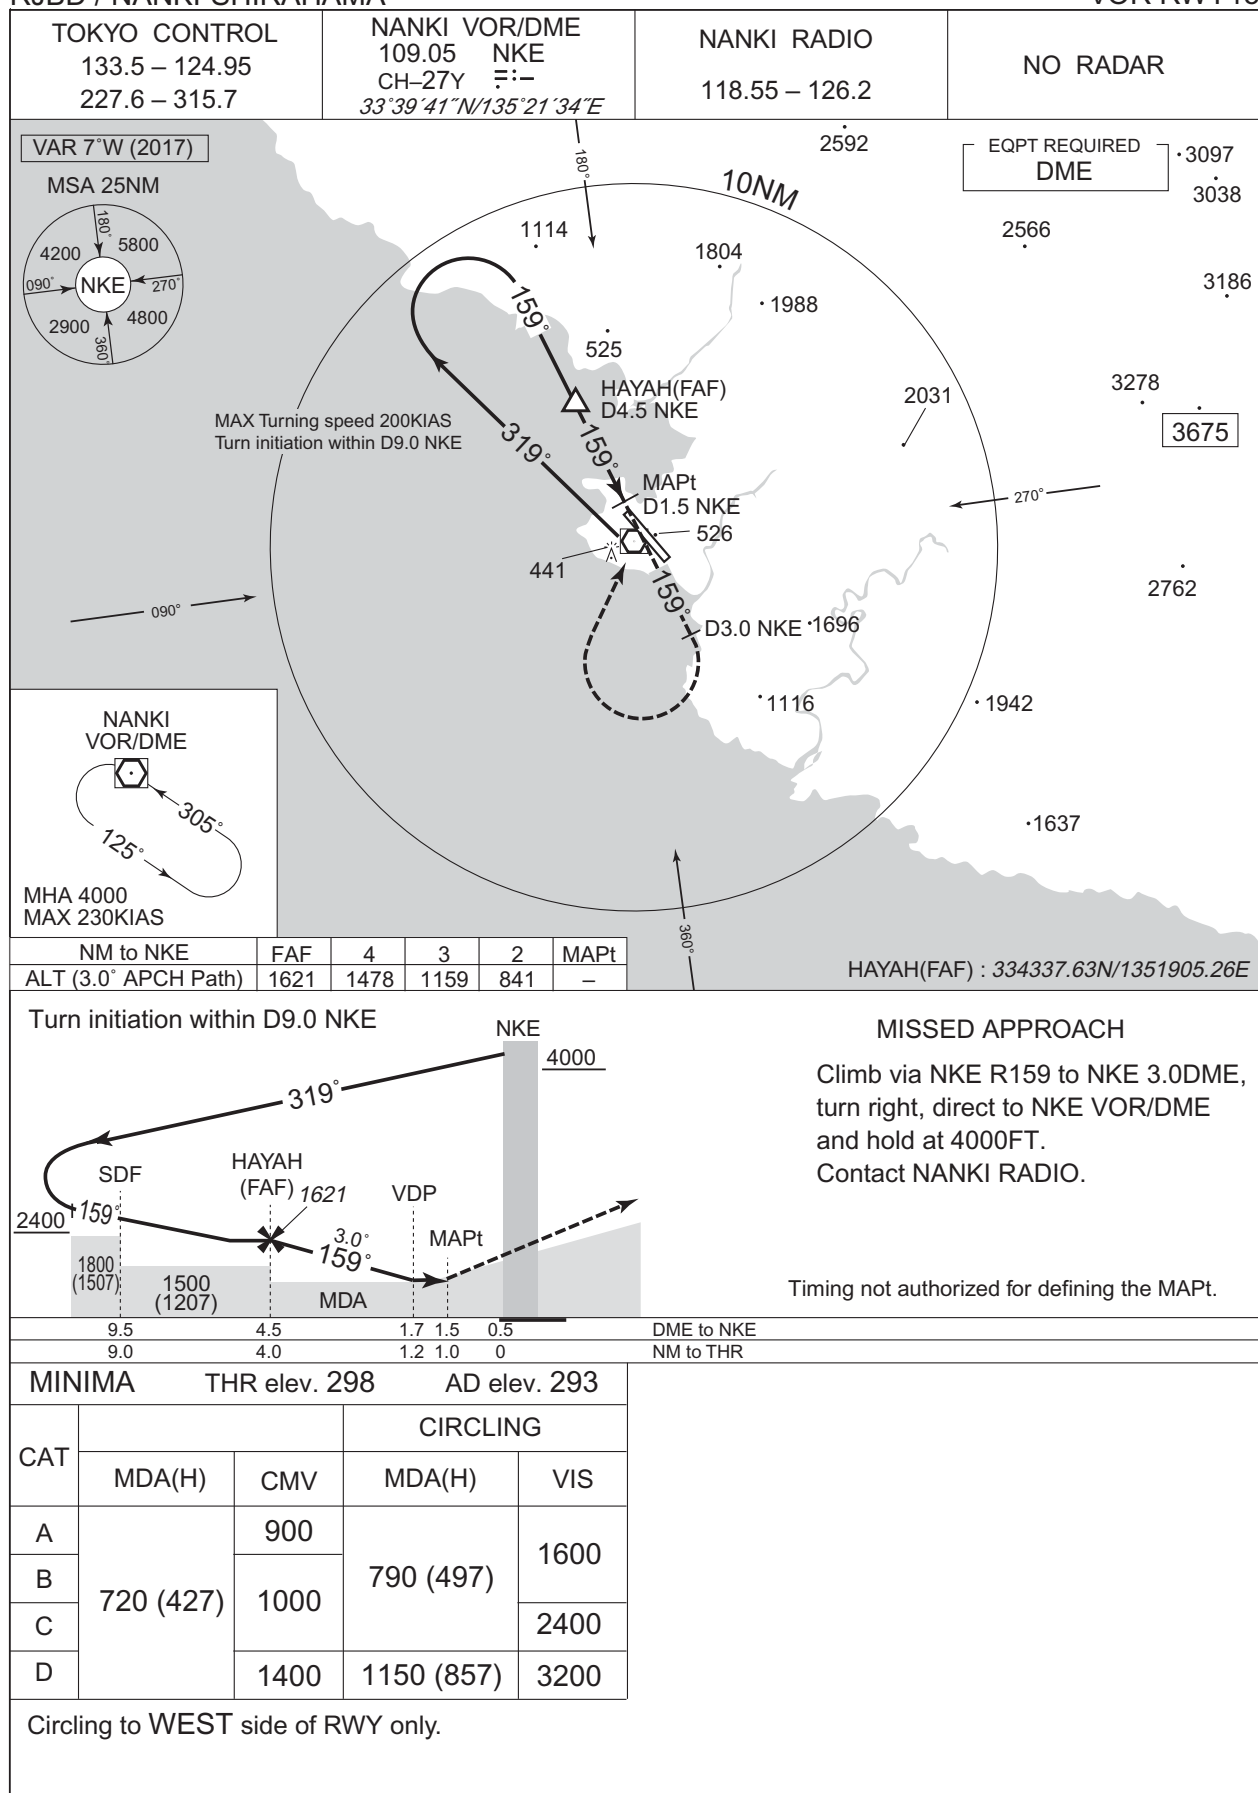 RJBD / NANKI-SHIRAHAMA
TOKYO CONTROL
133.5 – 124.95
227.6 – 315.7
NANKI VOR/DME
109.05 NKE
CH–27Y
33˚39´41˝N/135˚21´34˝E
NANKI RADIO
118.55 – 126.2
NO RADAR
VAR 7˚W (2017)
MSA 25NM
180˚
4200
5800
090˚
NKE
270˚
2900
4800
360˚
EQPT REQUIRED
DME
180˚
10NM
2592
3097
3038
1114
1804
2566
1988
3186
159˚
525
HAYAH(FAF)
D4.5 NKE
2031
3278
3675
MAX Turning speed 200KIAS
Turn initiation within D9.0 NKE
319˚
159˚
MAPt
D1.5 NKE
526
270˚
441
2762
090˚
159˚
D3.0 NKE
1696
1116
1942
1637
360˚
NANKI
VOR/DME
305˚
125˚
MHA 4000
MAX 230KIAS
NM to NKE FAF 4 3 2 MAPt
ALT (3.0˚ APCH Path) 1621 1478 1159 841 –
HAYAH(FAF) : 334337.63N/1351905.26E
Turn initiation within D9.0 NKE
NKE
4000
319˚
SDF
HAYAH
(FAF)
1621
VDP
2400
159˚
3.0˚
159˚
MAPt
1800
(1507)
1500
(1207)
MDA
9.5 4.5 1.7 1.5 0.5 DME to NKE
9.0 4.0 1.2 1.0 0 NM to THR
MISSED APPROACH
Climb via NKE R159 to NKE 3.0DME,
turn right, direct to NKE VOR/DME
and hold at 4000FT.
Contact NANKI RADIO.
Timing not authorized for defining the MAPt.
MINIMA THR elev. 298 AD elev. 293
CAT
CIRCLING
MDA(H) CMV MDA(H) VIS
A 900
B
720 (427) 1000 790 (497) 1600
C 2400
D 1400 1150 (857) 3200
Circling to WEST side of RWY only.